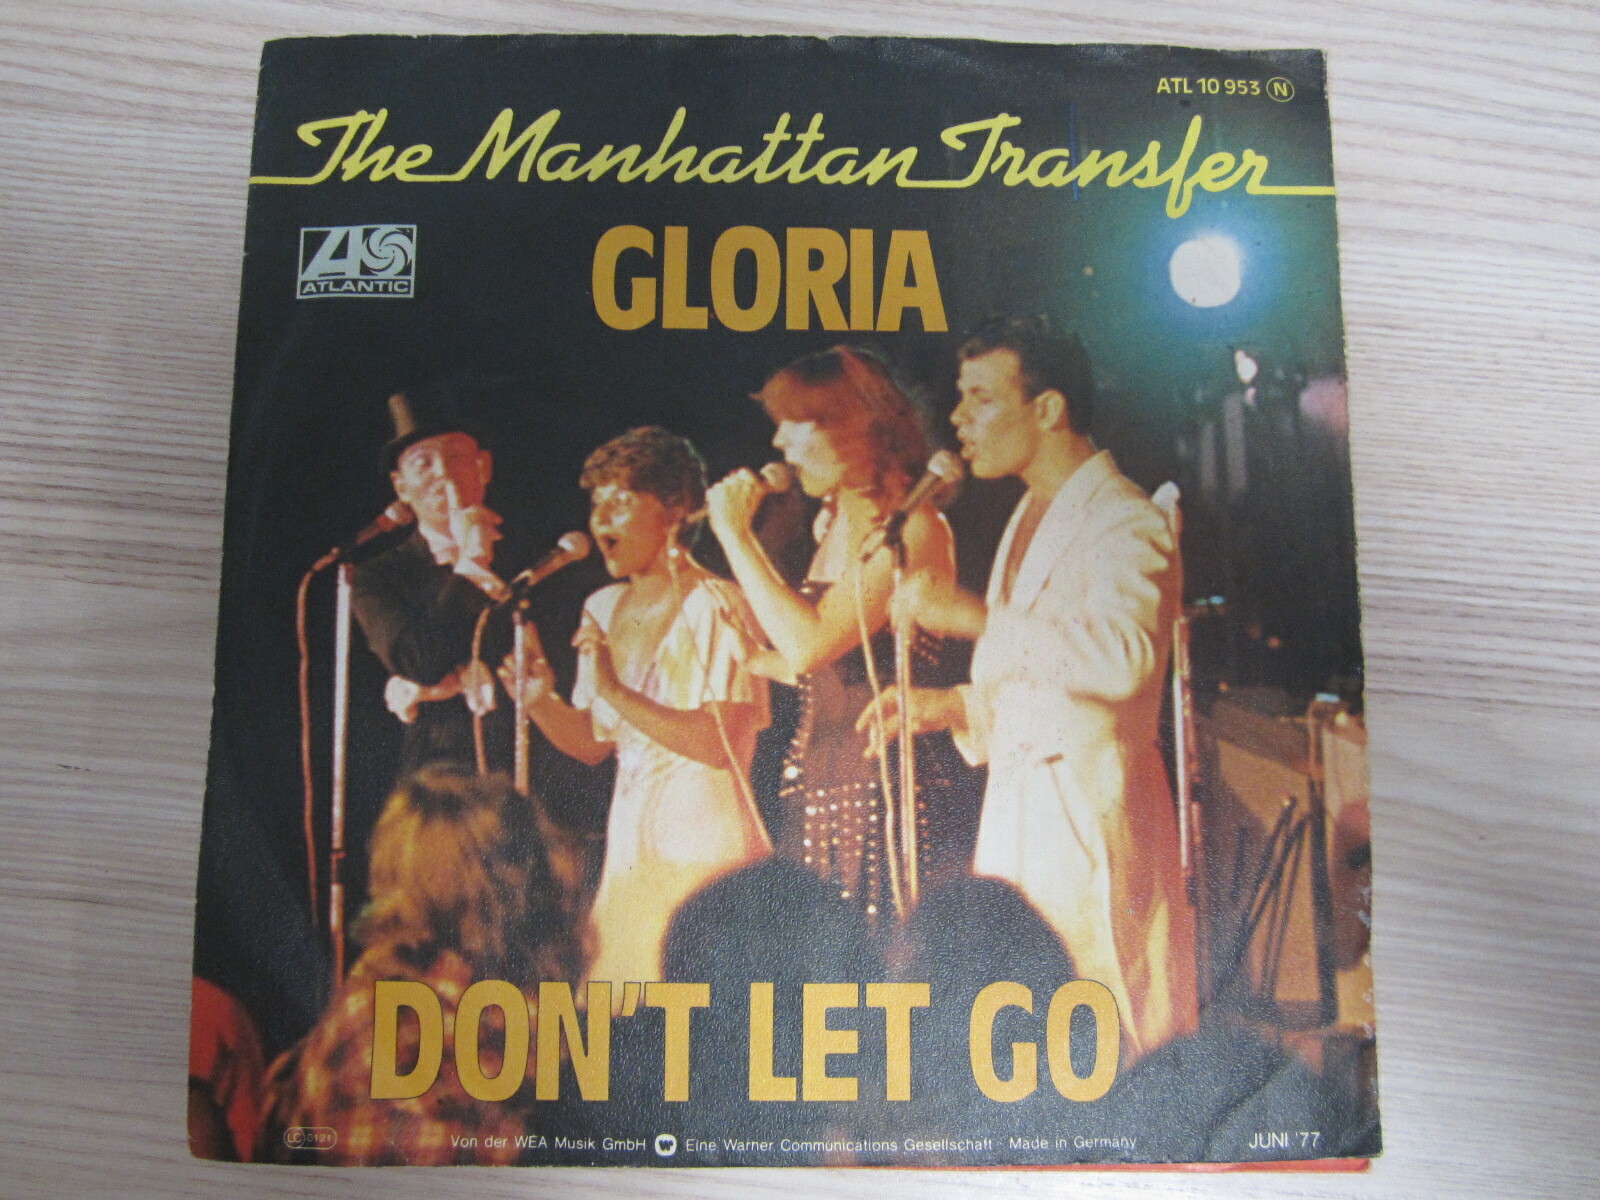 ATL 10 953 N
The Manhattan Transfer
ATLANTIC
GLORIA
DON'T LET GO
LC 0121
Von der WEA Musik GmbH W Eine Warner Communications Gesellschaft · Made in Germany
JUNI '77